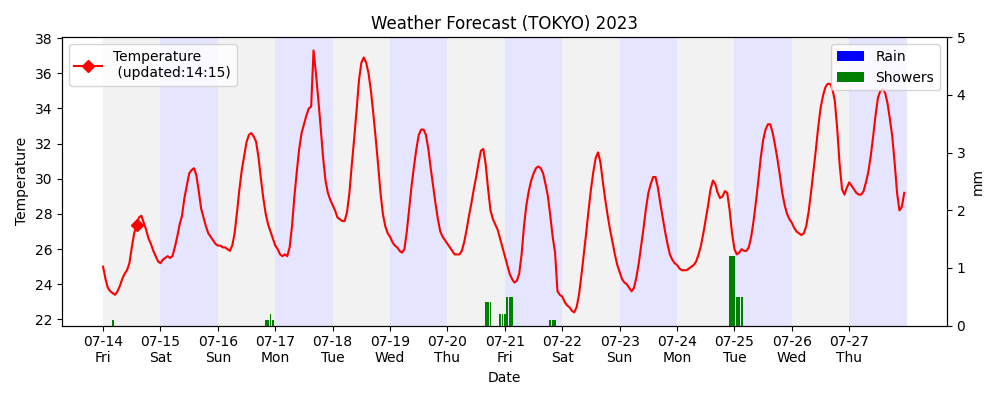 Weather Forecast (TOKYO) 2023
Temperature
(updated:14:15)
Rain
Showers
Temperature
38
36
34
32
30
28
26
24
22
5
4
3
2
1
0
mm
07-14 07-15 07-16 07-17 07-18 07-19 07-20 07-21 07-22 07-23 07-24 07-25 07-26 07-27
Fri Sat Sun Mon Tue Wed Thu Fri Sat Sun Mon Tue Wed Thu
Date